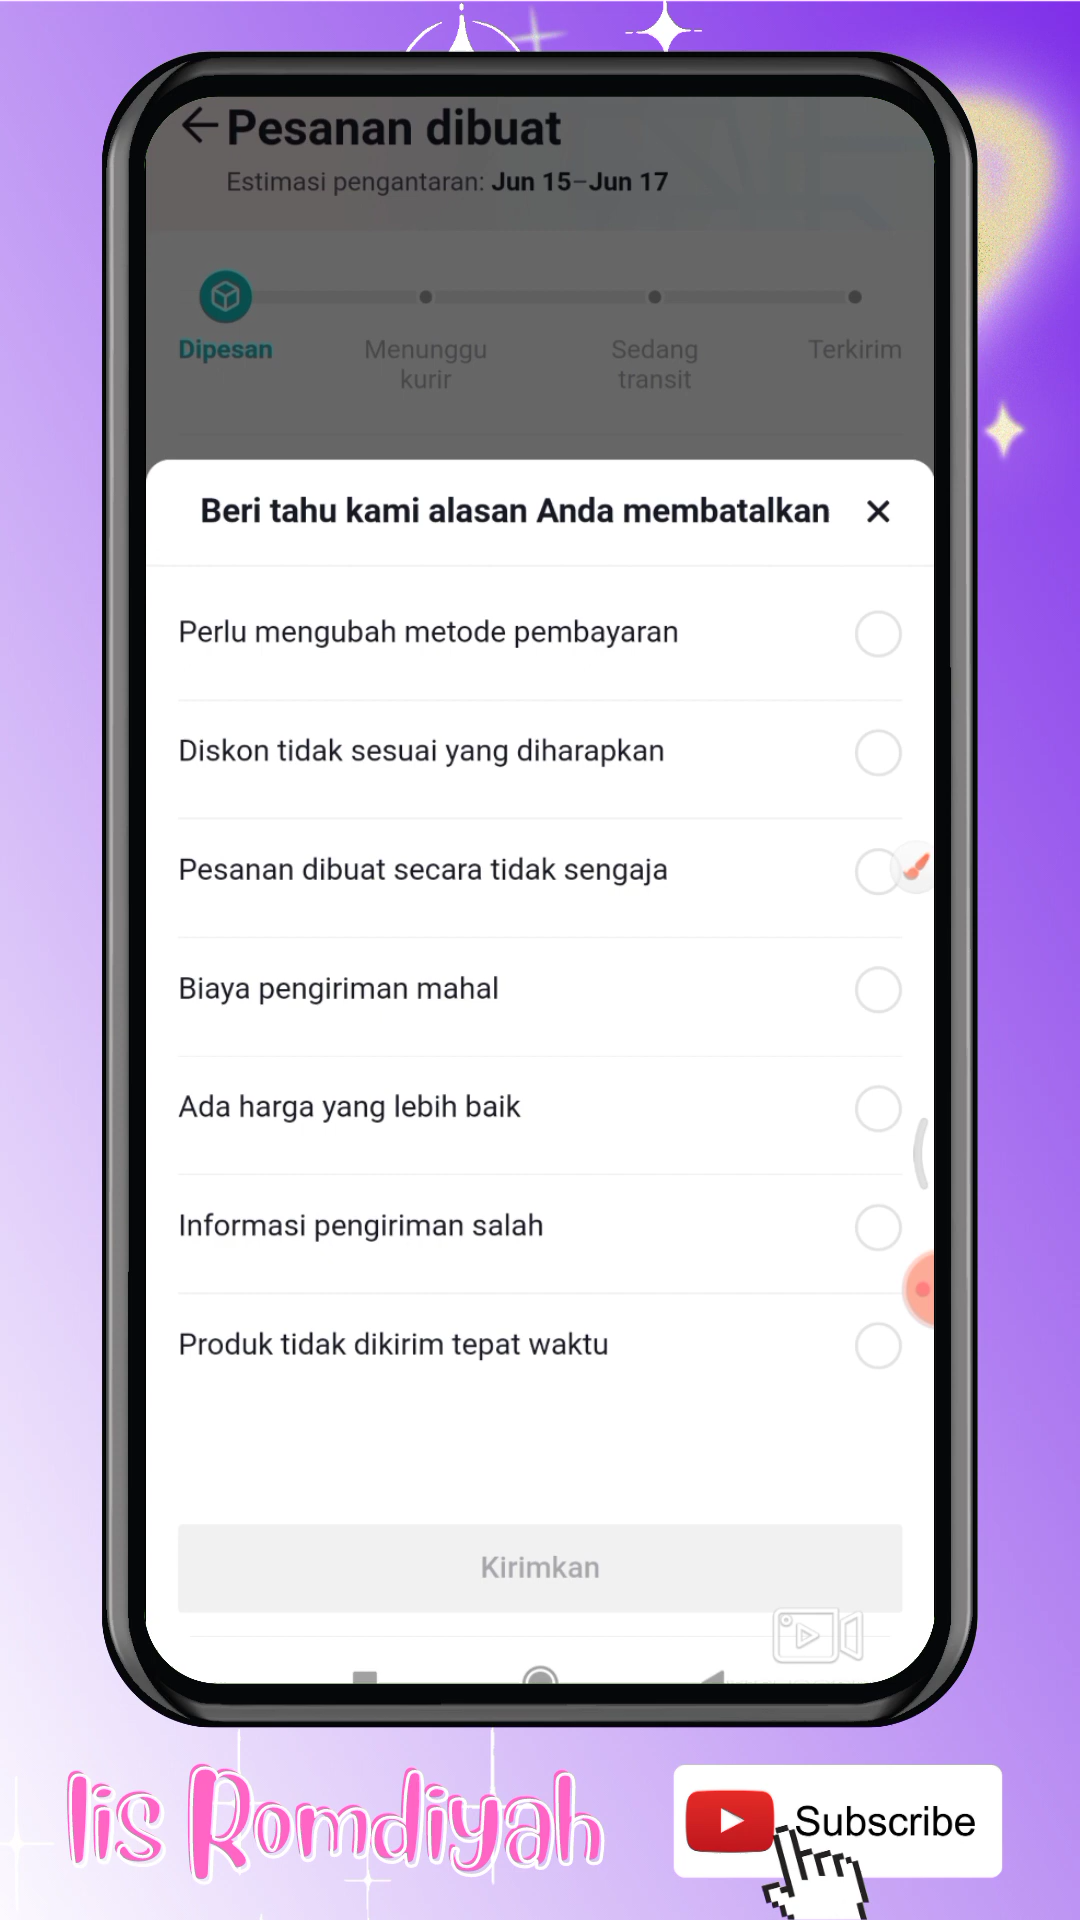 Pesanan dibuat
Estimasi pengantaran: Jun 15–Jun 17
Dipesan
Menunggu kurir
Sedang transit
Terkirim
Beri tahu kami alasan Anda membatalkan
Perlu mengubah metode pembayaran
Diskon tidak sesuai yang diharapkan
Pesanan dibuat secara tidak sengaja
Biaya pengiriman mahal
Ada harga yang lebih baik
Informasi pengiriman salah
Produk tidak dikirim tepat waktu
Kirimkan
Iis Romdiyah
Subscribe